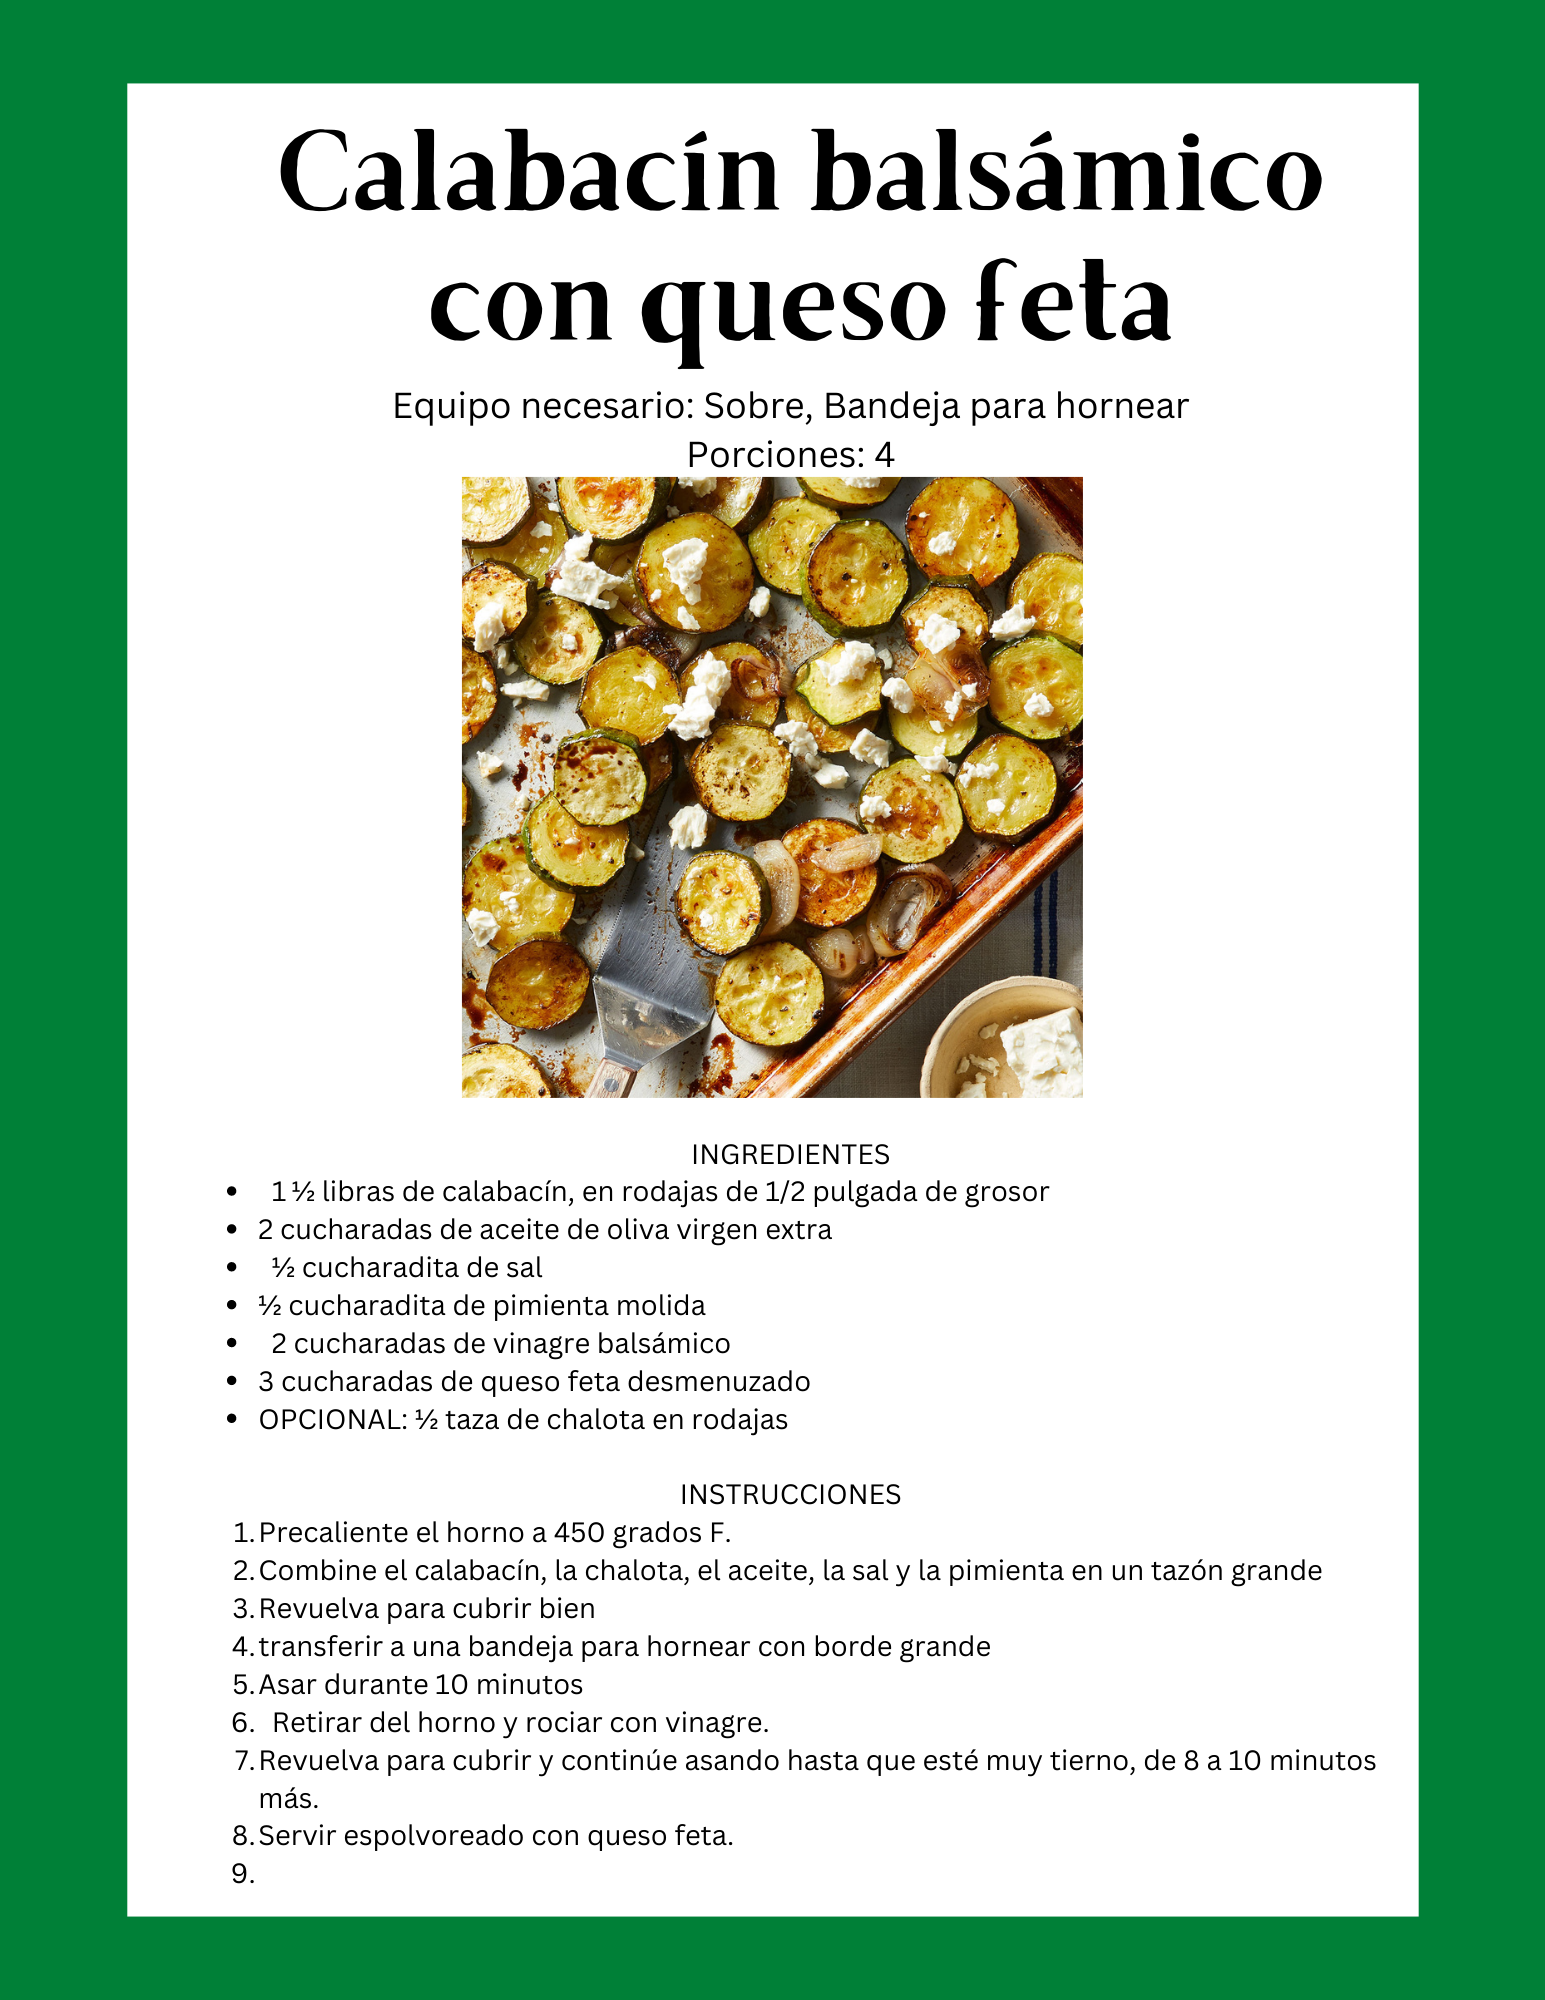 Calabacín balsámico
con queso feta
Equipo necesario: Sobre, Bandeja para hornear
Porciones: 4
INGREDIENTES
• 1 ½ libras de calabacín, en rodajas de 1/2 pulgada de grosor
• 2 cucharadas de aceite de oliva virgen extra
• ½ cucharadita de sal
• ½ cucharadita de pimienta molida
• 2 cucharadas de vinagre balsámico
• 3 cucharadas de queso feta desmenuzado
• OPCIONAL: ½ taza de chalota en rodajas
INSTRUCCIONES
1. Precaliente el horno a 450 grados F.
2. Combine el calabacín, la chalota, el aceite, la sal y la pimienta en un tazón grande
3. Revuelva para cubrir bien
4. transferir a una bandeja para hornear con borde grande
5. Asar durante 10 minutos
6. Retirar del horno y rociar con vinagre.
7. Revuelva para cubrir y continúe asando hasta que esté muy tierno, de 8 a 10 minutos
más.
8. Servir espolvoreado con queso feta.
9.